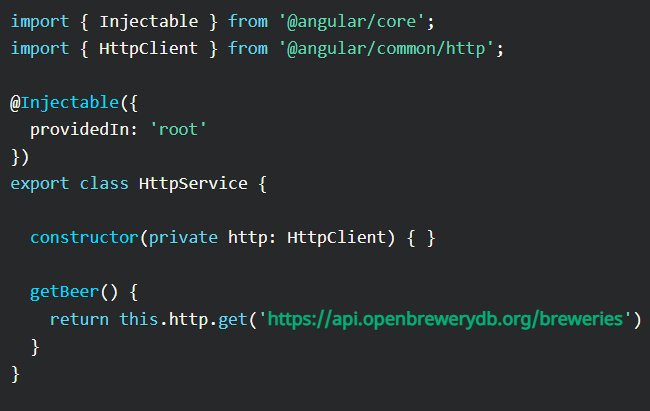 import { Injectable } from '@angular/core';
import { HttpClient } from '@angular/common/http';
@Injectable({
providedIn: 'root'
})
export class HttpService {
constructor(private http: HttpClient) { }
getBeer() {
return this.http.get('https://api.openbrewerydb.org/breweries')
}
}